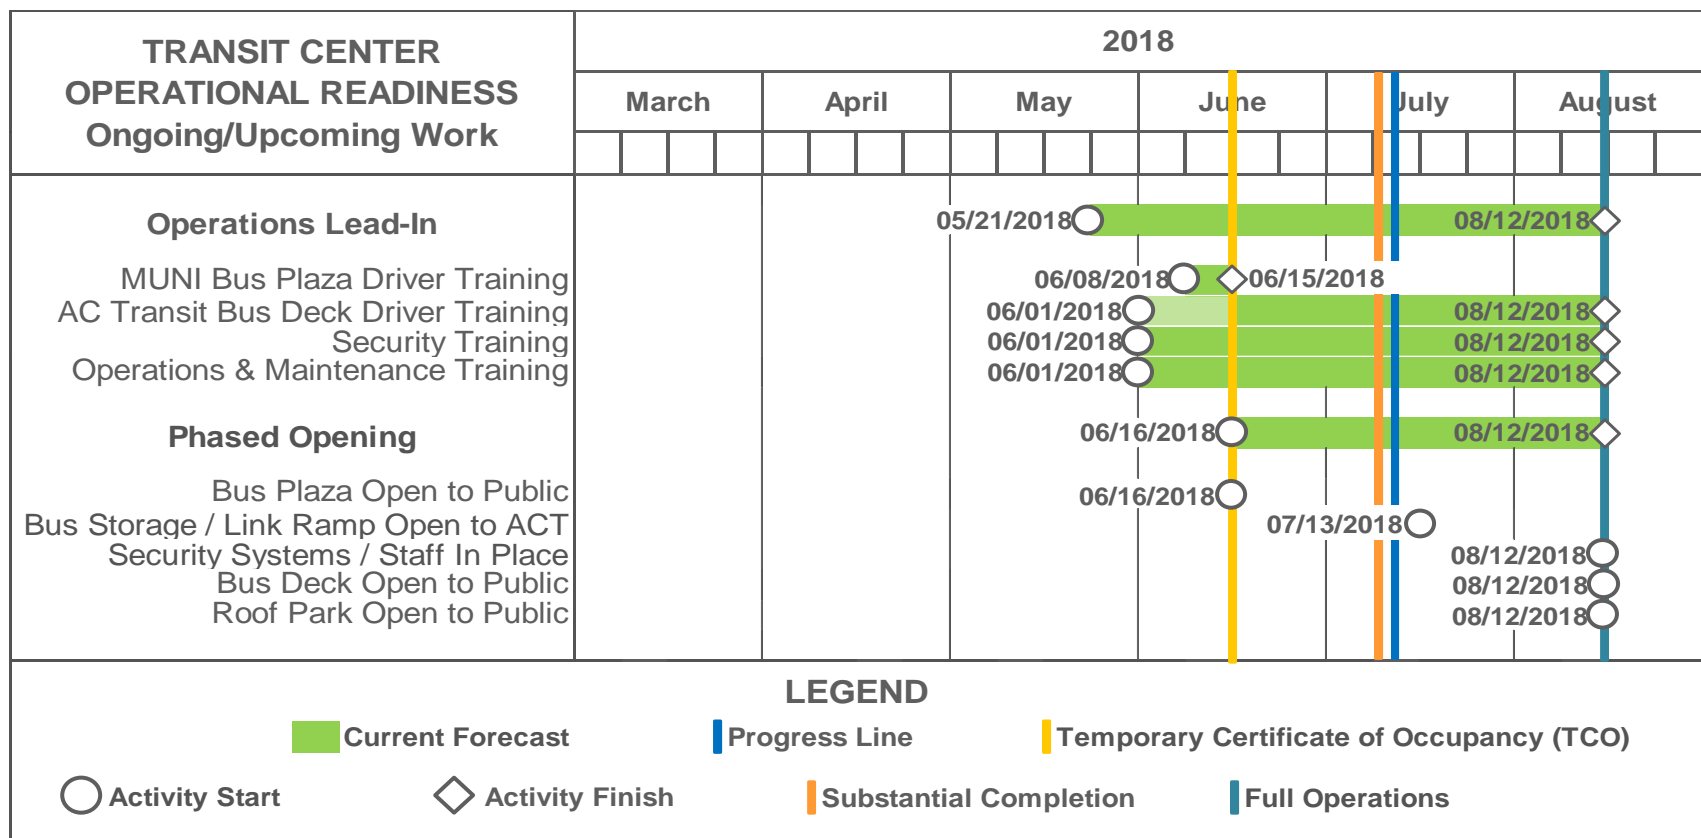 TRANSIT CENTER
OPERATIONAL READINESS
Ongoing/Upcoming Work
2018
March April May June July August
Operations Lead-In 05/21/2018 08/12/2018
MUNI Bus Plaza Driver Training 06/08/2018 06/15/2018
AC Transit Bus Deck Driver Training 06/01/2018 08/12/2018
Security Training 06/01/2018 08/12/2018
Operations & Maintenance Training 06/01/2018 08/12/2018
Phased Opening 06/16/2018 08/12/2018
Bus Plaza Open to Public 06/16/2018
Bus Storage / Link Ramp Open to ACT 07/13/2018
Security Systems / Staff In Place 08/12/2018
Bus Deck Open to Public 08/12/2018
Roof Park Open to Public 08/12/2018
LEGEND
Current Forecast Progress Line Temporary Certificate of Occupancy (TCO)
Activity Start Activity Finish Substantial Completion Full Operations